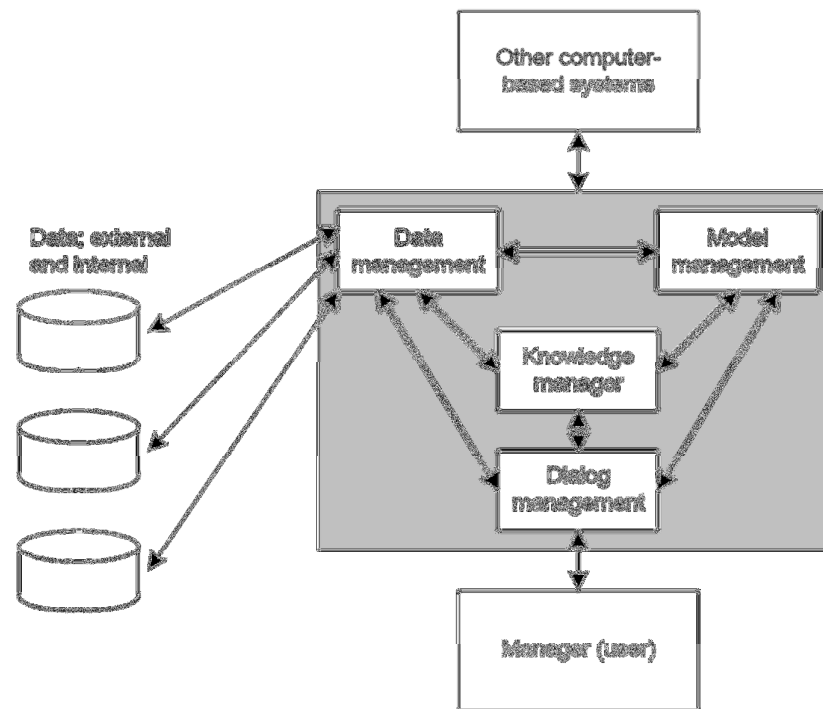 Other computer-
based systems
Data; external
and internal
Data
management
Model
management
Knowledge
manager
Dialog
management
Manager (user)